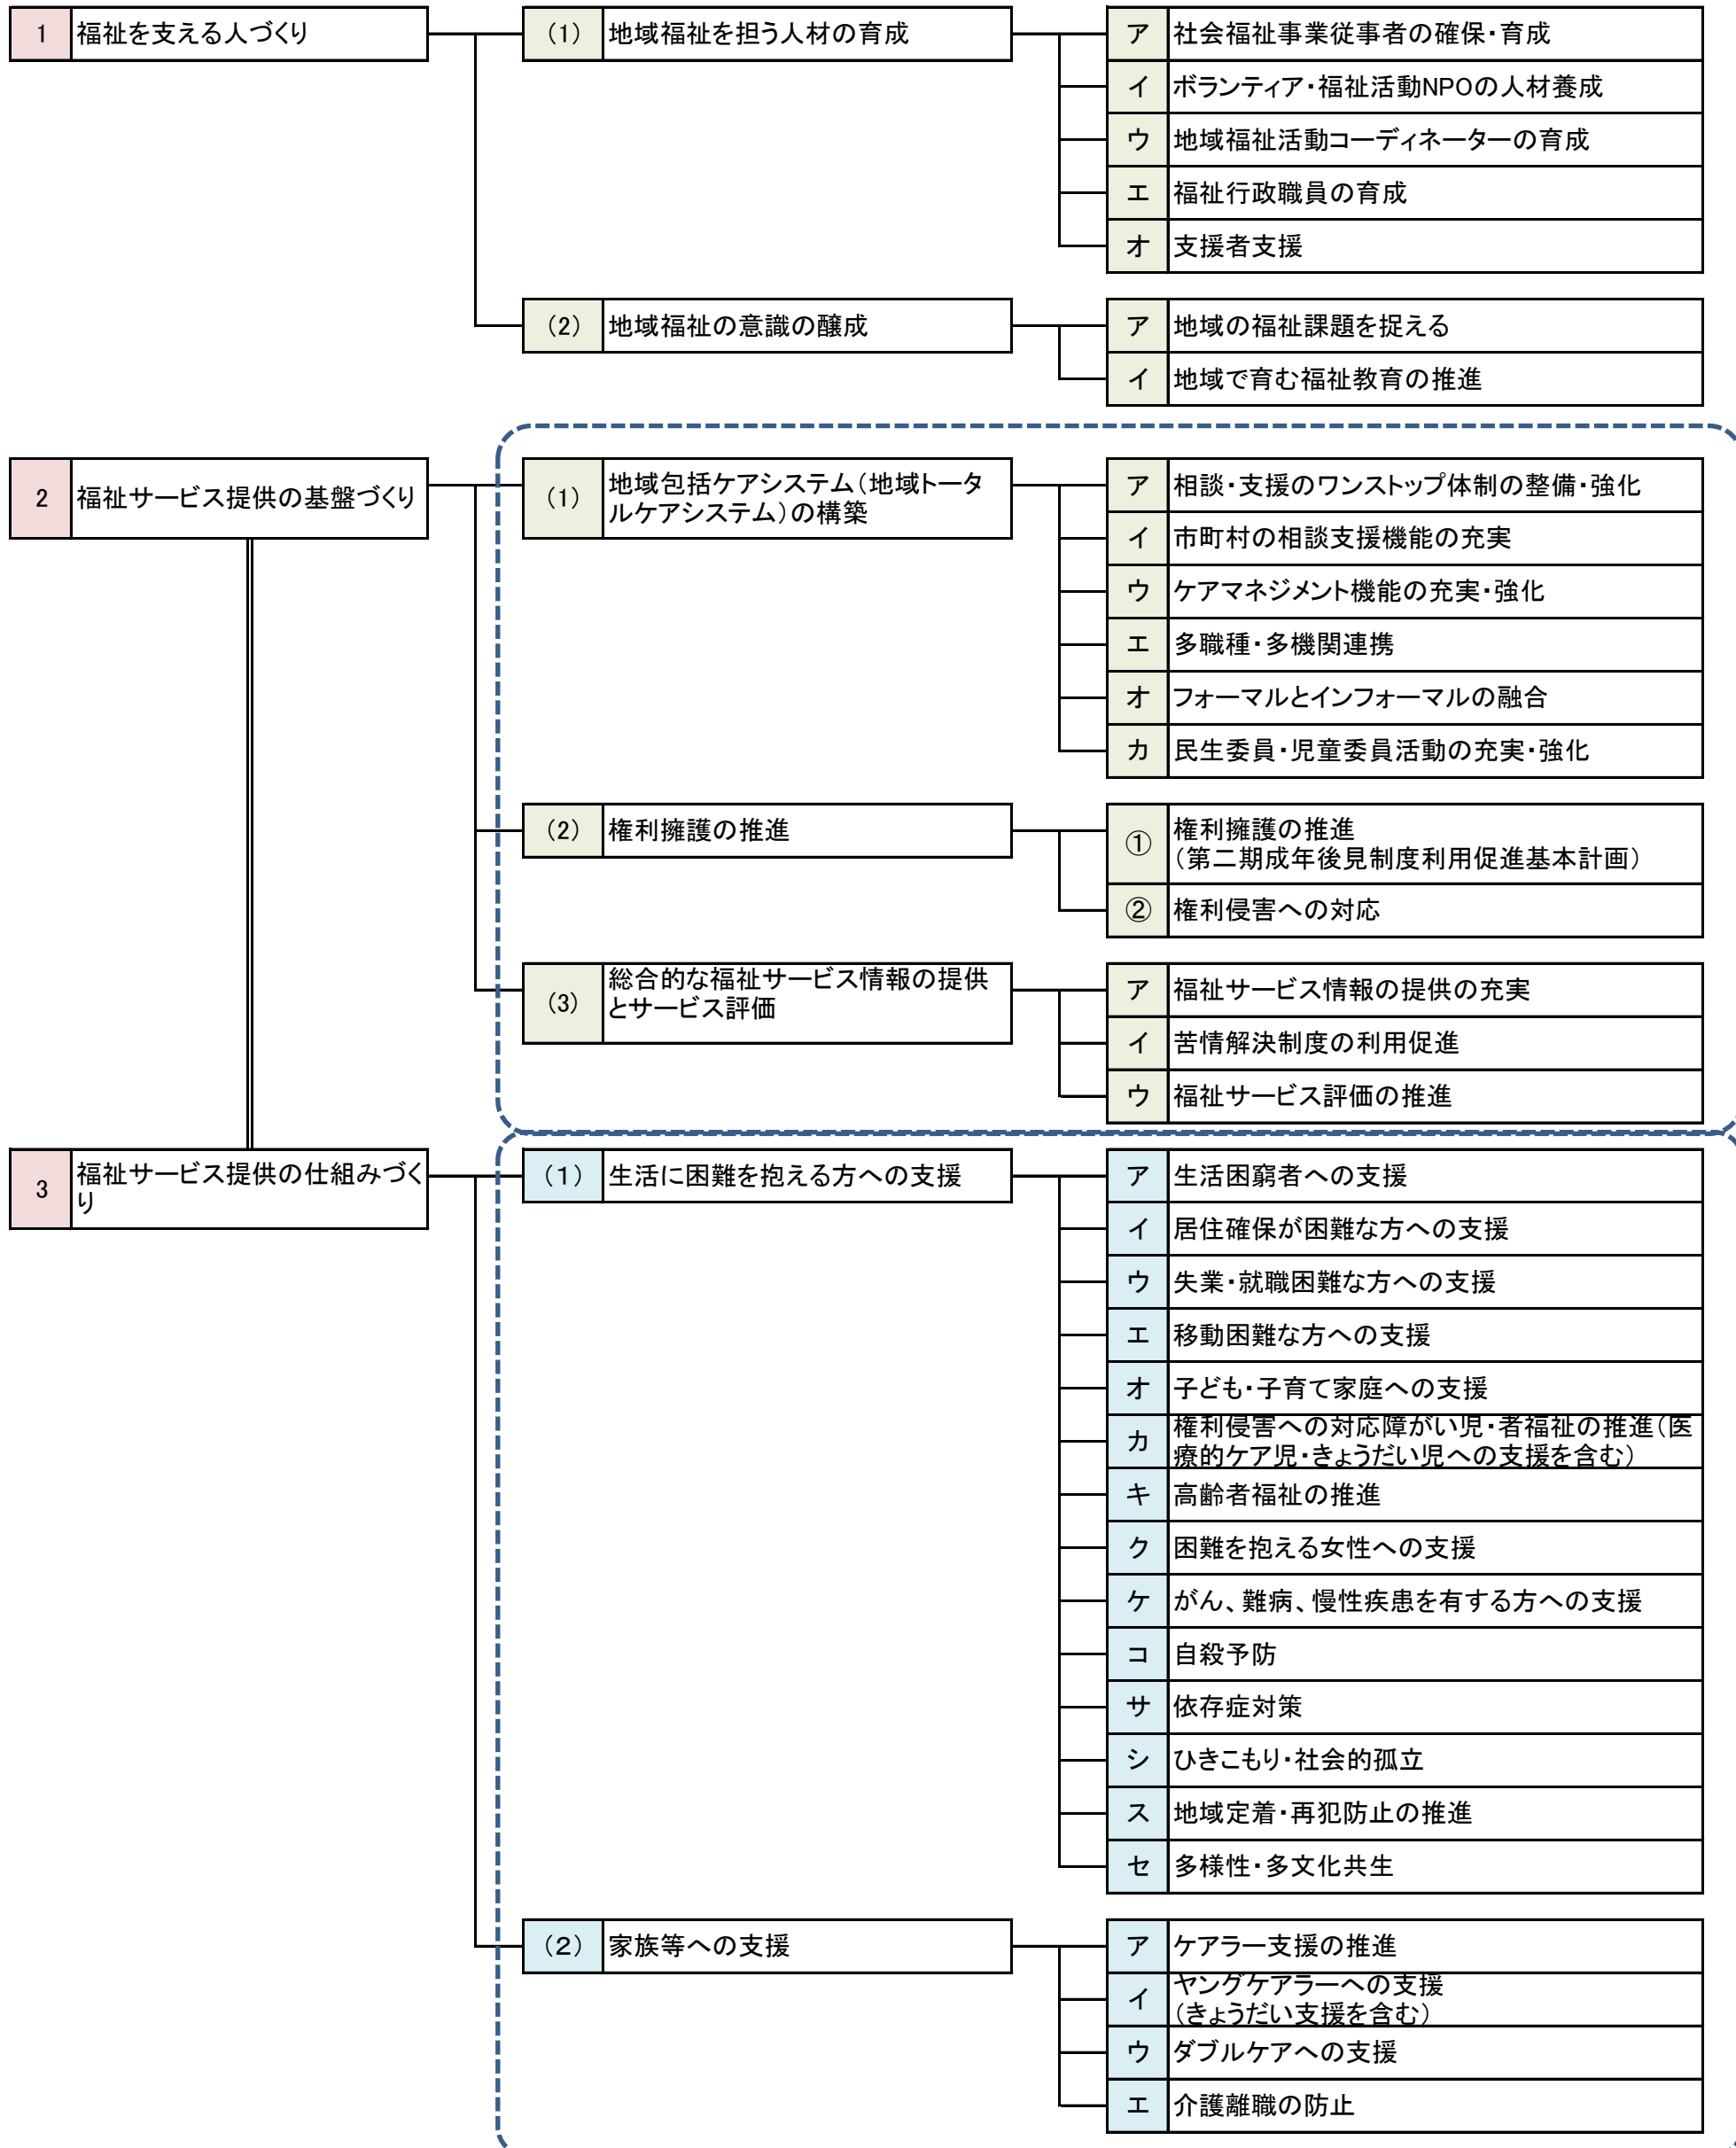 1 福祉を支える人づくり
(1) 地域福祉を担う人材の育成
ア 社会福祉事業従事者の確保・育成
イ ボランティア・福祉活動NPOの人材養成
ウ 地域福祉活動コーディネーターの育成
エ 福祉行政職員の育成
オ 支援者支援
(2) 地域福祉の意識の醸成
ア 地域の福祉課題を捉える
イ 地域で育む福祉教育の推進
2 福祉サービス提供の基盤づくり
(1) 地域包括ケアシステム(地域トータ
ルケアシステム)の構築
ア 相談・支援のワンストップ体制の整備・強化
イ 市町村の相談支援機能の充実
ウ ケアマネジメント機能の充実・強化
エ 多職種・多機関連携
オ フォーマルとインフォーマルの融合
カ 民生委員・児童委員活動の充実・強化
(2) 権利擁護の推進
① 権利擁護の推進
(第二期成年後見制度利用促進基本計画)
② 権利侵害への対応
(3) 総合的な福祉サービス情報の提供
とサービス評価
ア 福祉サービス情報の提供の充実
イ 苦情解決制度の利用促進
ウ 福祉サービス評価の推進
3 福祉サービス提供の仕組みづく
り
(1) 生活に困難を抱える方への支援
ア 生活困窮者への支援
イ 居住確保が困難な方への支援
ウ 失業・就職困難な方への支援
エ 移動困難な方への支援
オ 子ども・子育て家庭への支援
カ 権利侵害への対応障がい児・者福祉の推進(医
療的ケア児・きょうだい児への支援を含む)
キ 高齢者福祉の推進
ク 困難を抱える女性への支援
ケ がん、難病、慢性疾患を有する方への支援
コ 自殺予防
サ 依存症対策
シ ひきこもり・社会的孤立
ス 地域定着・再犯防止の推進
セ 多様性・多文化共生
(2) 家族等への支援
ア ケアラー支援の推進
イ ヤングケアラーへの支援
(きょうだい支援を含む)
ウ ダブルケアへの支援
エ 介護離職の防止